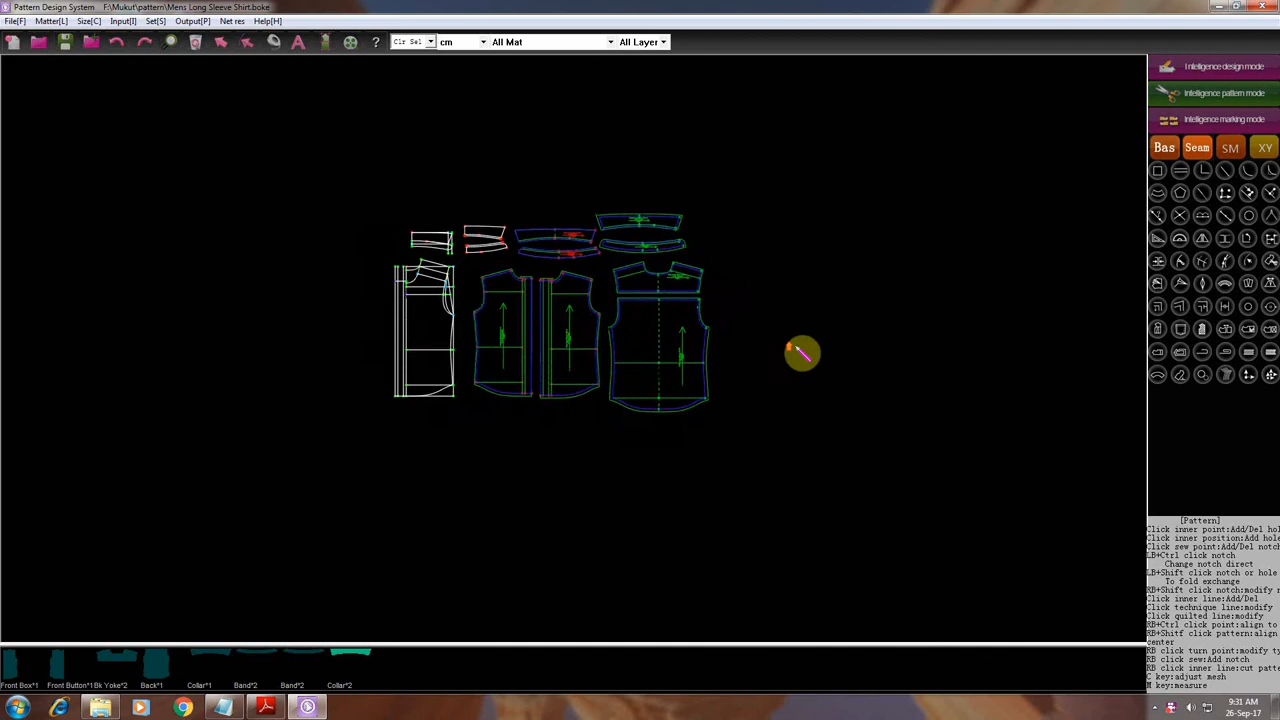 Pattern Design System    F:\Mukut\pattern\Mens Long Sleeve Shirt.boke
File[F] Matter[L] Size[C] Input[I] Set[S] Output[P] Net res Help[H]
Clr Sel cm All Mat All Layer
Intelligence design mode
Intelligence pattern mode
Intelligence marking mode
Bas Seam SM XY
[Pattern]
Click inner point:Add/Del hol
Click inner position:Add hole
Click sew point:Add/Del notch
LB+Ctrl click notch
Change notch direct
LB+Shift click notch or hole
To fold exchange
RB+Shift click notch:modify n
Click inner line:Add/Del
Click technique line:modify
Click quilted line:modify
RB+Ctrl click point:align to
RB+Shitf click pattern:align
center
RB click turn point:modify ty
RB click sew:Add notch
RB click inner line:cut patte
C key:adjust mesh
M key:measure
Front Box*1 Front Button*1 Bk Yoke*2 Back*1 Collar*1 Band*2 Band*2 Collar*2
9:31 AM
26-Sep-17